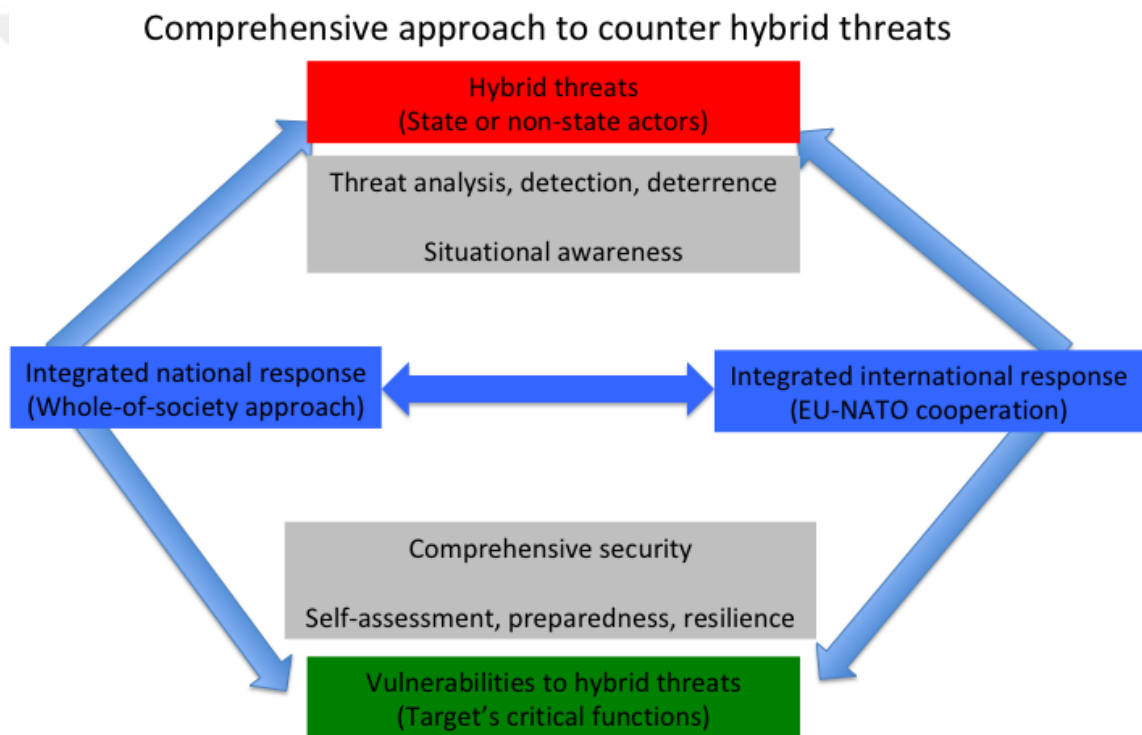 Comprehensive approach to counter hybrid threats
Hybrid threats
(State or non-state actors)
Threat analysis, detection, deterrence
Situational awareness
Integrated national response
(Whole-of-society approach)
Integrated international response
(EU-NATO cooperation)
Comprehensive security
Self-assessment, preparedness, resilience
Vulnerabilities to hybrid threats
(Target's critical functions)